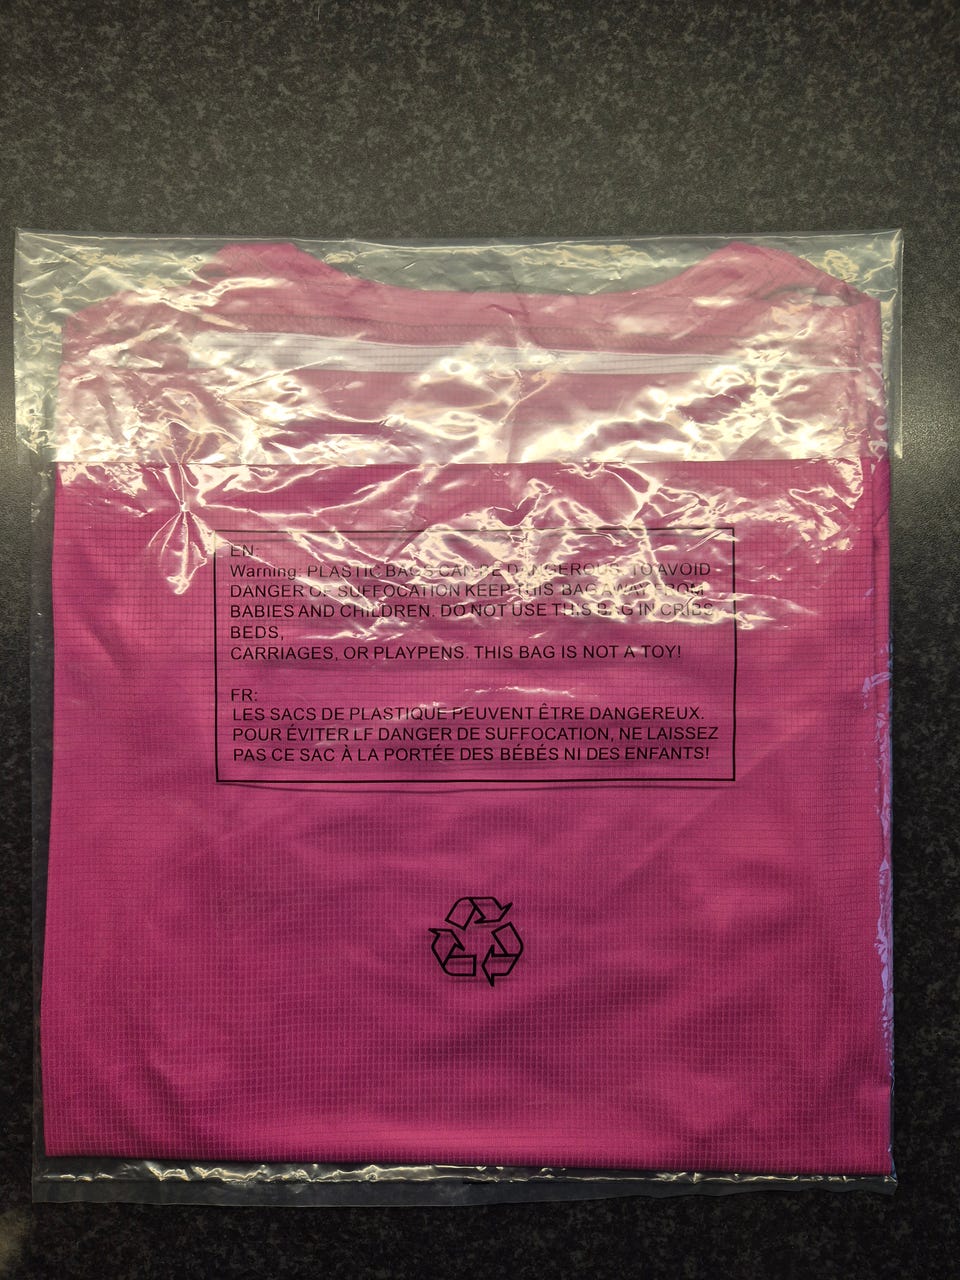 EN:
Warning: PLASTIC BAGS CAN BE DANGEROUS. TO AVOID
DANGER OF SUFFOCATION KEEP THIS BAG AWAY FROM
BABIES AND CHILDREN. DO NOT USE THIS BAG IN CRIBS,
BEDS,
CARRIAGES, OR PLAYPENS. THIS BAG IS NOT A TOY!
FR:
LES SACS DE PLASTIQUE PEUVENT ÊTRE DANGEREUX.
POUR ÉVITER LF DANGER DE SUFFOCATION, NE LAISSEZ
PAS CE SAC À LA PORTÉE DES BÉBÉS NI DES ENFANTS!